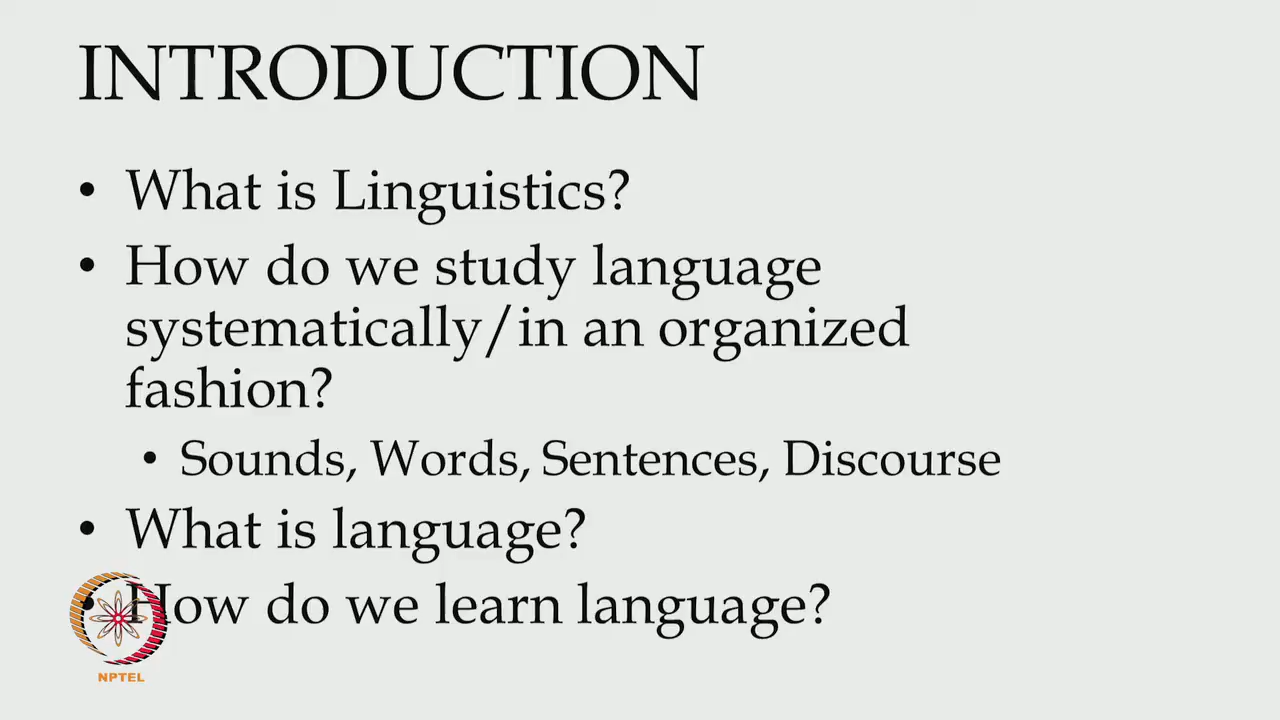 INTRODUCTION
• What is Linguistics?
• How do we study language
systematically/in an organized
fashion?
• Sounds, Words, Sentences, Discourse
• What is language?
• How do we learn language?
NPTEL